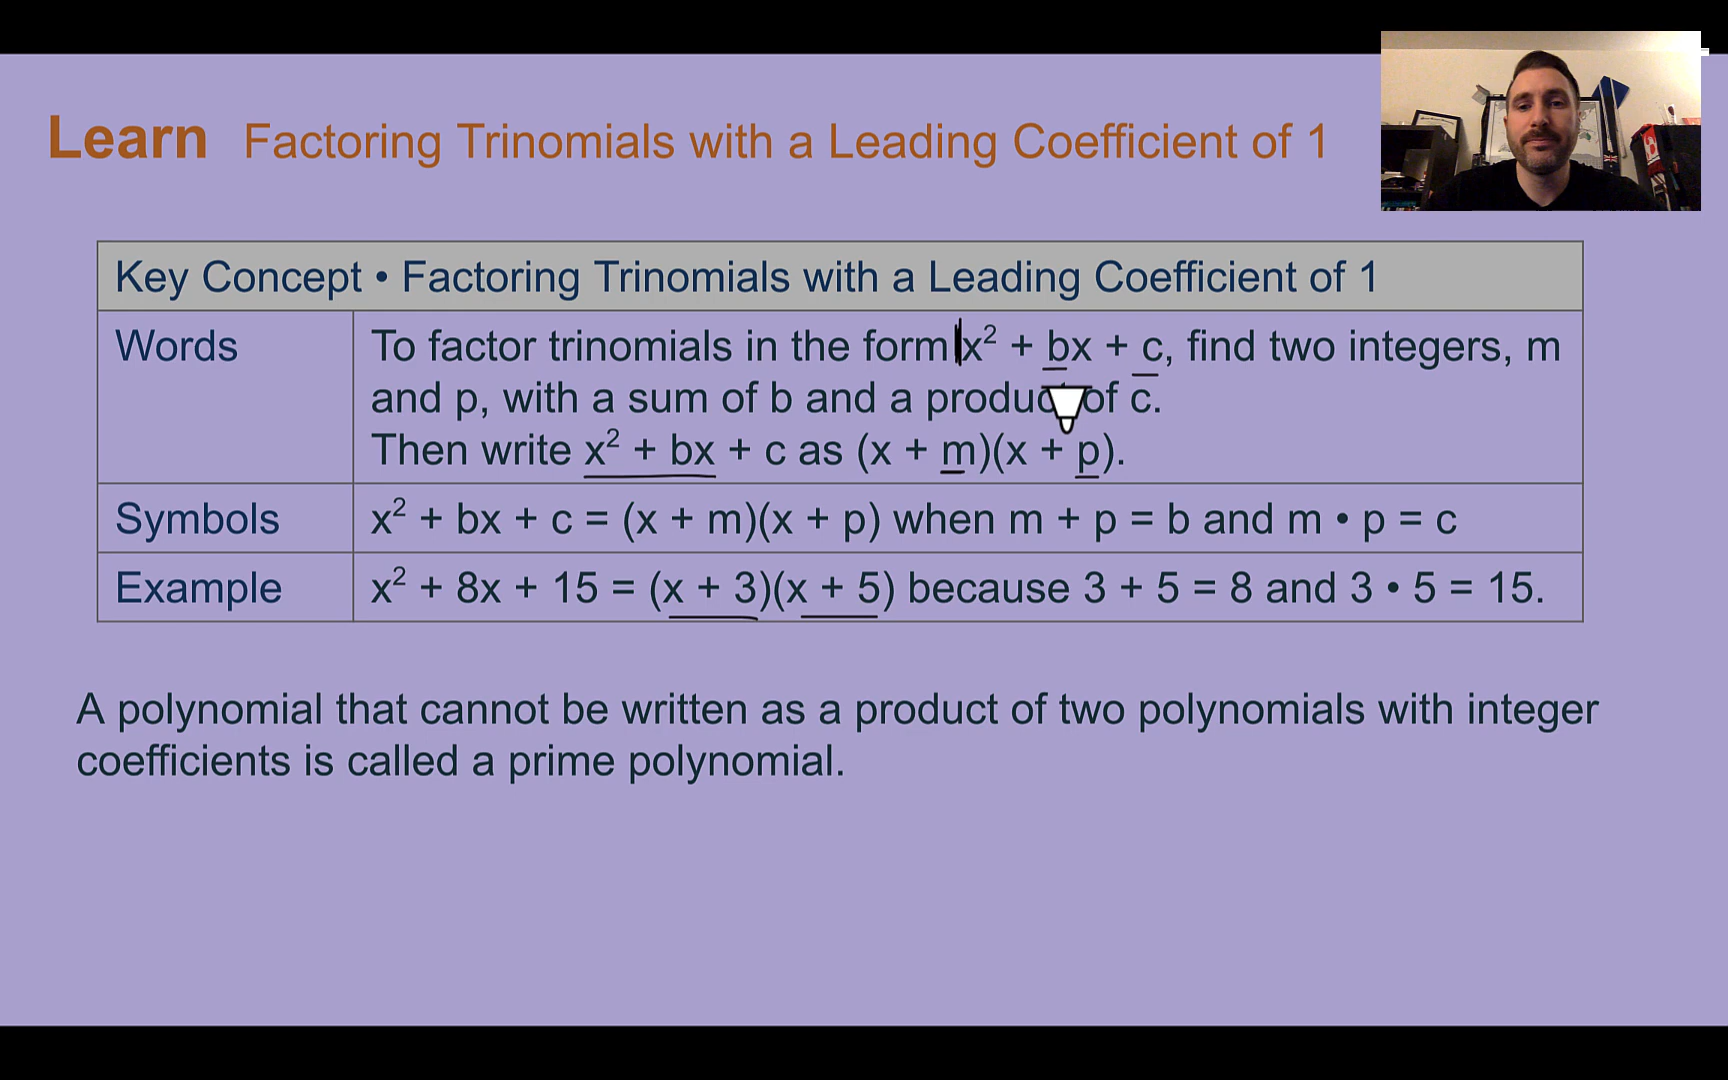 Learn Factoring Trinomials with a Leading Coefficient of 1
Key Concept • Factoring Trinomials with a Leading Coefficient of 1
Words
To factor trinomials in the form x² + bx + c, find two integers, m
and p, with a sum of b and a product of c.
Then write x² + bx + c as (x + m)(x + p).
Symbols
x² + bx + c = (x + m)(x + p) when m + p = b and m • p = c
Example
x² + 8x + 15 = (x + 3)(x + 5) because 3 + 5 = 8 and 3 • 5 = 15.
A polynomial that cannot be written as a product of two polynomials with integer
coefficients is called a prime polynomial.